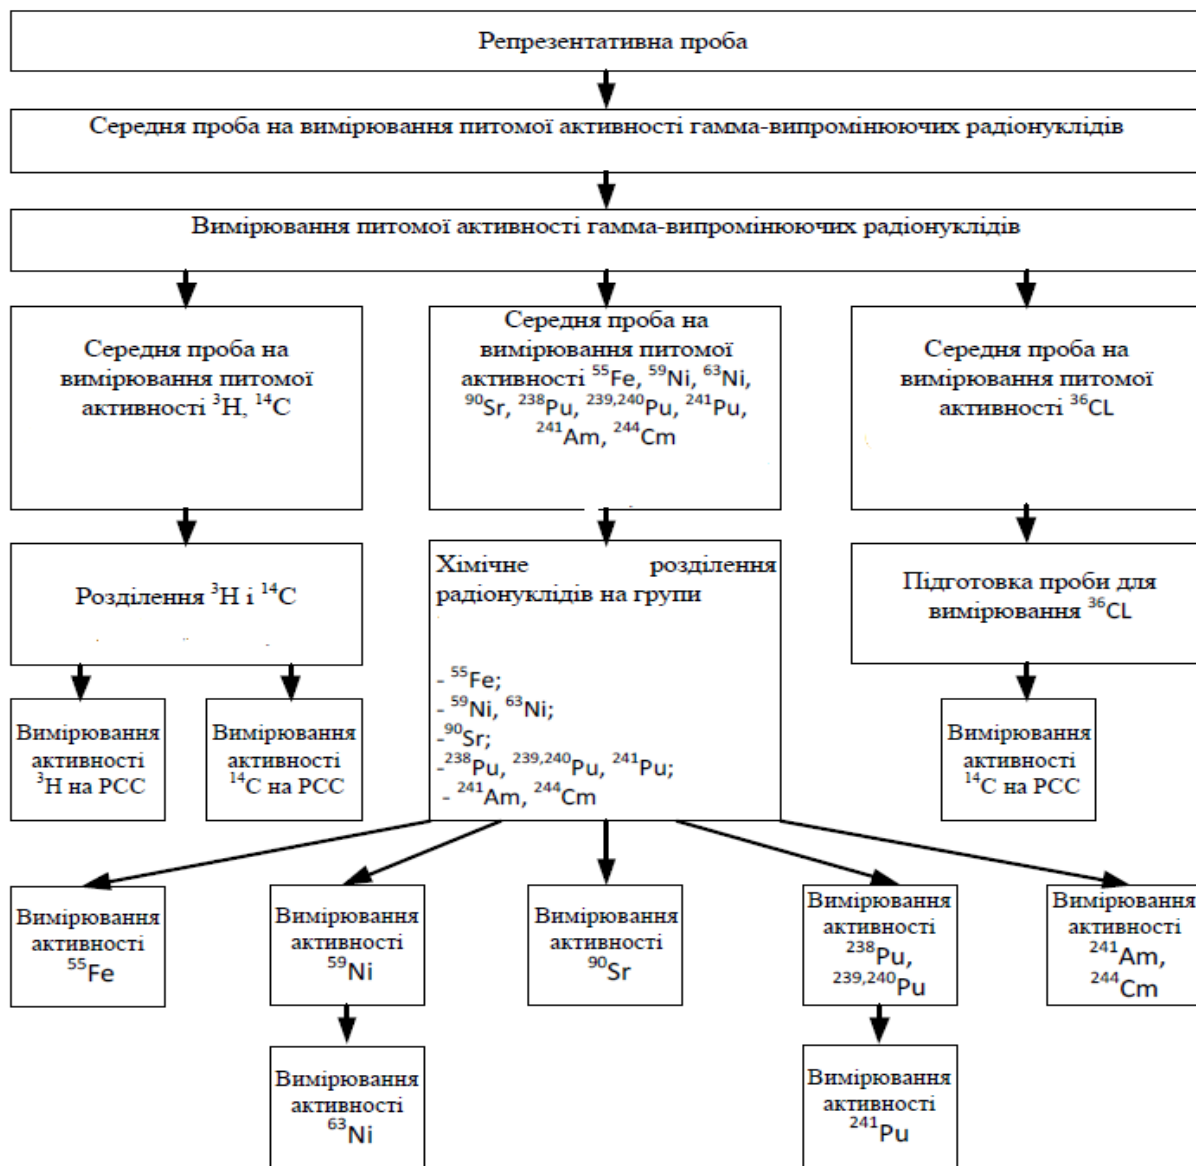 Репрезентативна проба
Середня проба на вимірювання питомої активності гамма-випромінюючих радіонуклідів
Вимірювання питомої активності гамма-випромінюючих радіонуклідів
Середня проба на
вимірювання питомої
активності ³H, ¹⁴C
Середня проба на
вимірювання питомої
активності ⁵⁵Fe, ⁵⁹Ni, ⁶³Ni,
⁹⁰Sr, ²³⁸Pu, ²³⁹,²⁴⁰Pu, ²⁴¹Pu,
²⁴¹Am, ²⁴⁴Cm
Середня проба на
вимірювання питомої
активності ³⁶CL
Розділення ³H і ¹⁴C
Хімічне розділення
радіонуклідів на групи
- ⁵⁵Fe;
- ⁵⁹Ni, ⁶³Ni;
-⁹⁰Sr;
-²³⁸Pu, ²³⁹,²⁴⁰Pu, ²⁴¹Pu;
- ²⁴¹Am, ²⁴⁴Cm
Підготовка проби для
вимірювання ³⁶CL
Вимірювання
активності
³H на РСС
Вимірювання
активності
¹⁴C на РСС
Вимірювання
активності
¹⁴C на РСС
Вимірювання
активності
⁵⁵Fe
Вимірювання
активності
⁵⁹Ni
Вимірювання
активності
⁹⁰Sr
Вимірювання
активності
²³⁸Pu,
²³⁹,²⁴⁰Pu
Вимірювання
активності
²⁴¹Am,
²⁴⁴Cm
Вимірювання
активності
⁶³Ni
Вимірювання
активності
²⁴¹Pu